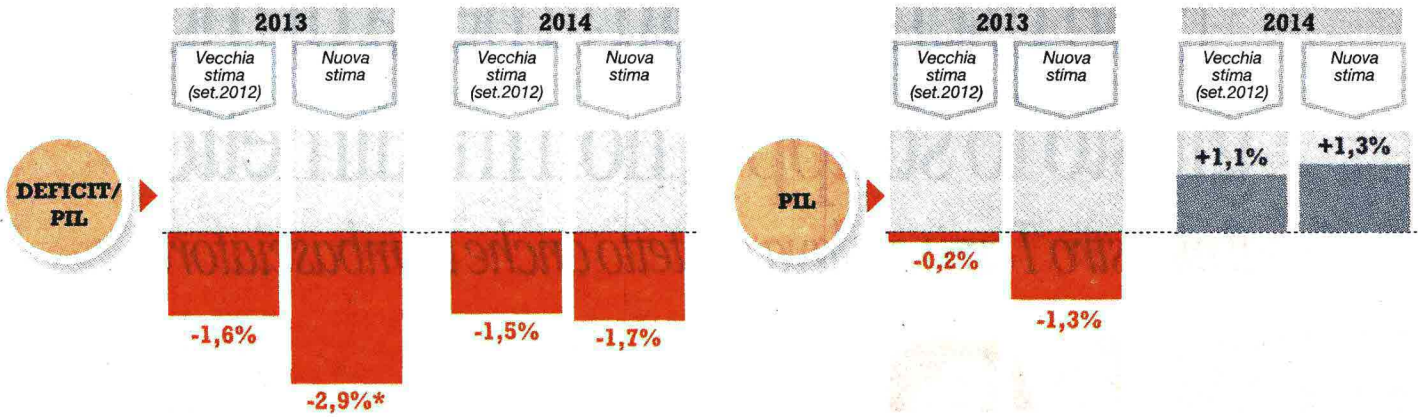 2013
2014
Vecchia
stima
(set.2012)
Nuova
stima
Vecchia
stima
(set.2012)
Nuova
stima
DEFICIT/
PIL
-1,6%
-2,9%*
-1,5%
-1,7%
2013
2014
Vecchia
stima
(set.2012)
Nuova
stima
Vecchia
stima
(set.2012)
Nuova
stima
PIL
-0,2%
-1,3%
+1,1%
+1,3%